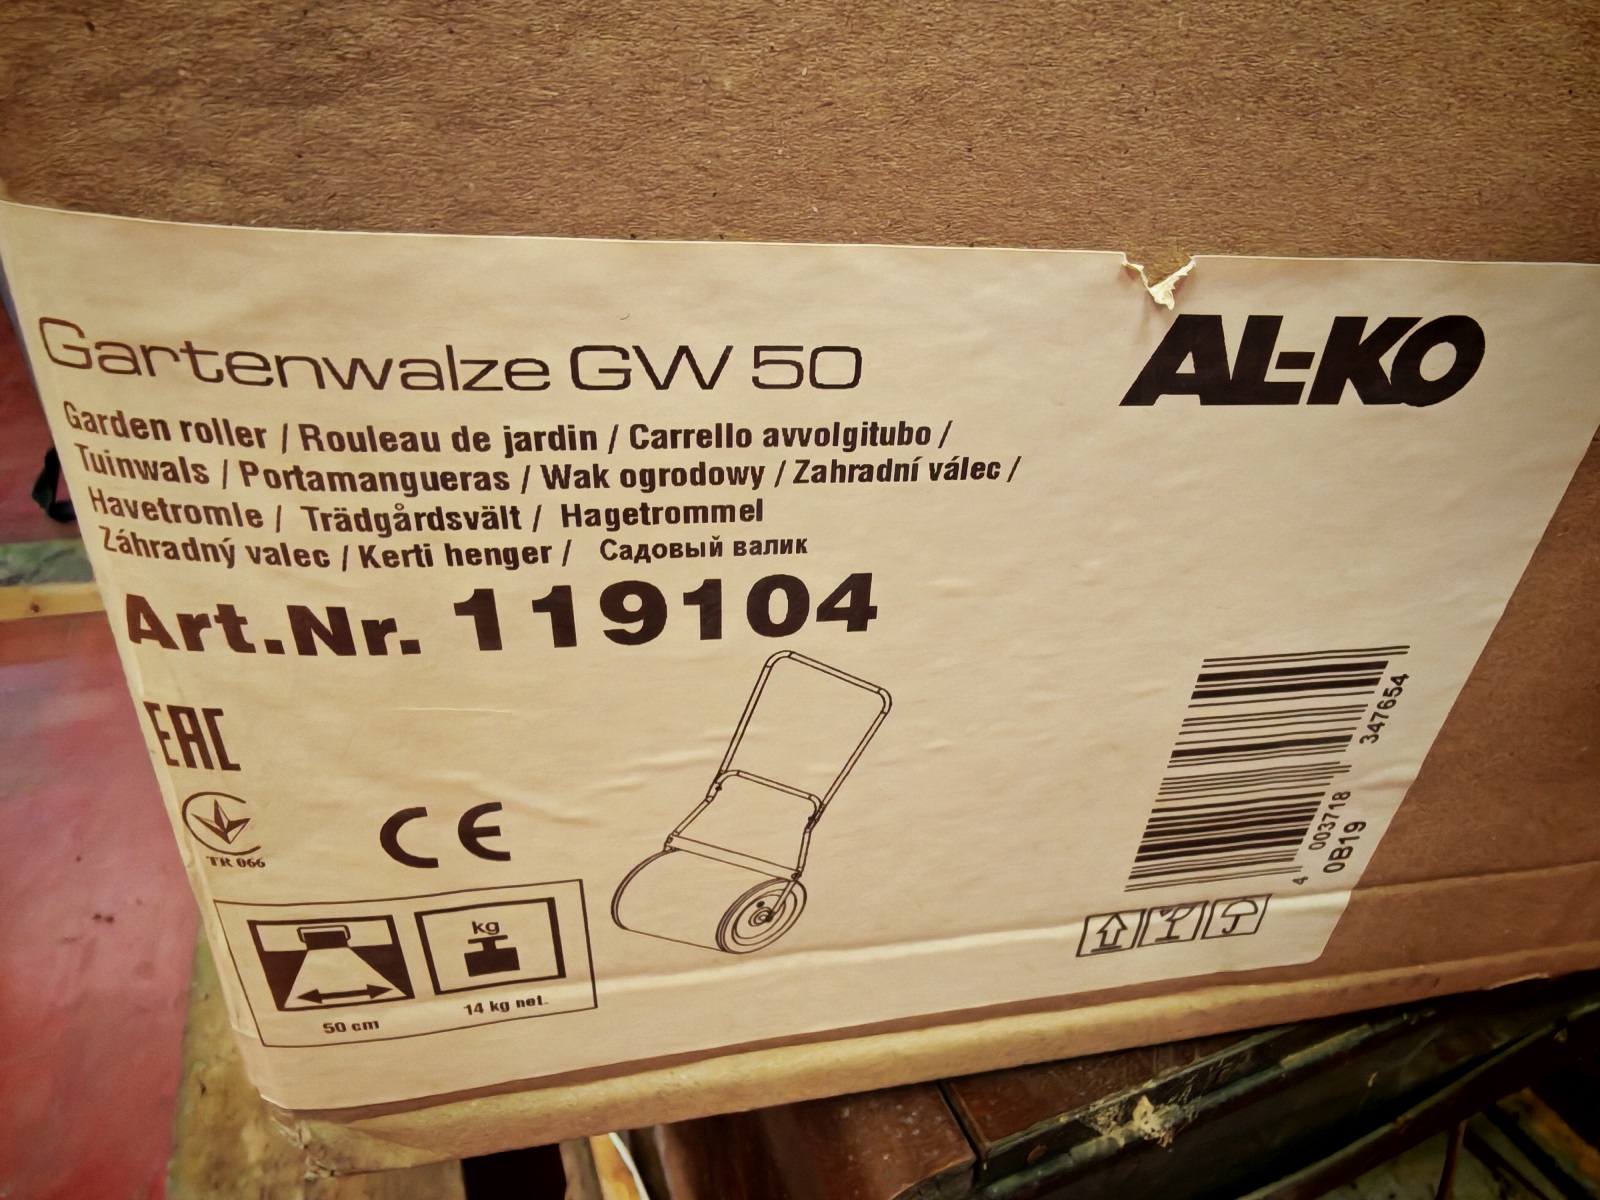 Gartenwalze GW 50
AL-KO
Garden roller / Rouleau de jardin / Carrello avvolgitubo /
Tuinwals / Portamangueras / Wak ogrodowy / Zahradní válec /
Havetromle / Trädgårdsvält / Hagetrommel
Záhradný valec / Kerti henger / Садовый валик
Art.Nr. 119104
EAC
TR 066
CE
kg
50 cm
14 kg net.
4 003718 347654
0B19